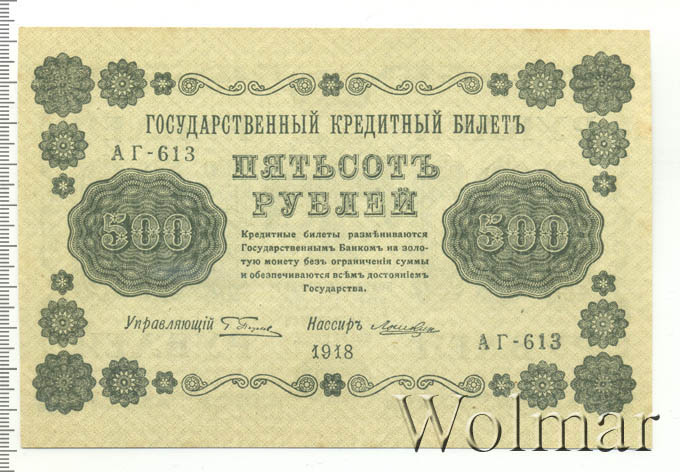 ГОСУДАРСТВЕННЫЙ КРЕДИТНЫЙ БИЛЕТЪ
АГ-613
ПЯТЬСОТЪ
РУБЛЕЙ
500
500
Кредитные билеты размѣниваются
Государственнымъ Банкомъ на золо-
тую монету безъ ограниченія суммы
и обезпечиваются всѣмъ достояніемъ
Государства.
Управляющій
Кассиръ
1918
АГ-613
Wolmar